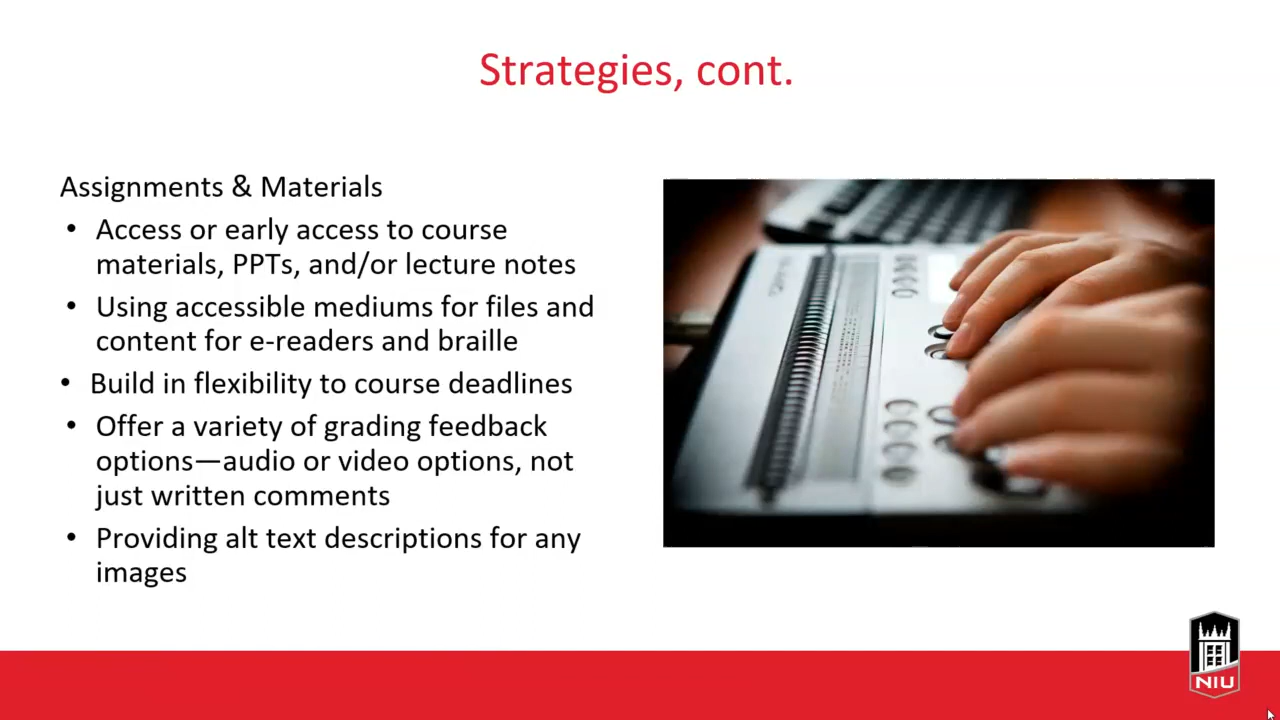 Strategies, cont.
Assignments & Materials
• Access or early access to course
materials, PPTs, and/or lecture notes
• Using accessible mediums for files and
content for e-readers and braille
• Build in flexibility to course deadlines
• Offer a variety of grading feedback
options—audio or video options, not
just written comments
• Providing alt text descriptions for any
images
NIU